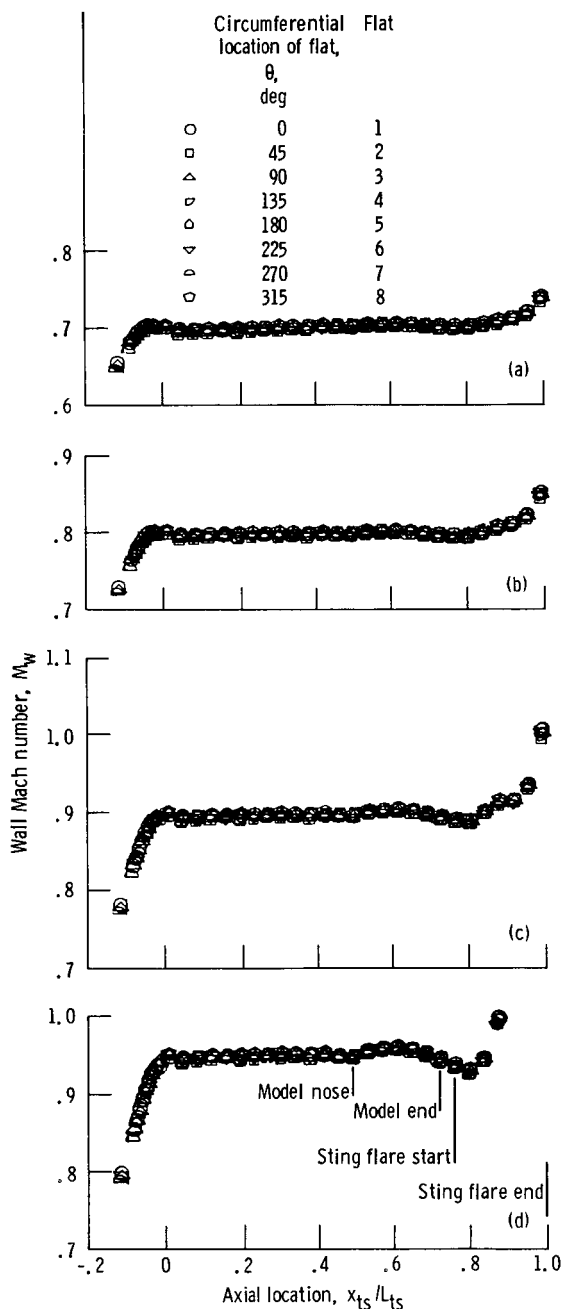 Circumferential Flat
location of flat,
θ,
deg
0 1
45 2
90 3
135 4
180 5
225 6
270 7
315 8
.8
.7
.6
(a)
.9
.8
.7
(b)
Wall Mach number, M_w
1.1
1.0
.9
.8
.7
(c)
1.0
.9
.8
.7
Model nose
Model end
Sting flare start
Sting flare end
(d)
-.2 0 .2 .4 .6 .8 1.0
Axial location, x_ts/L_ts